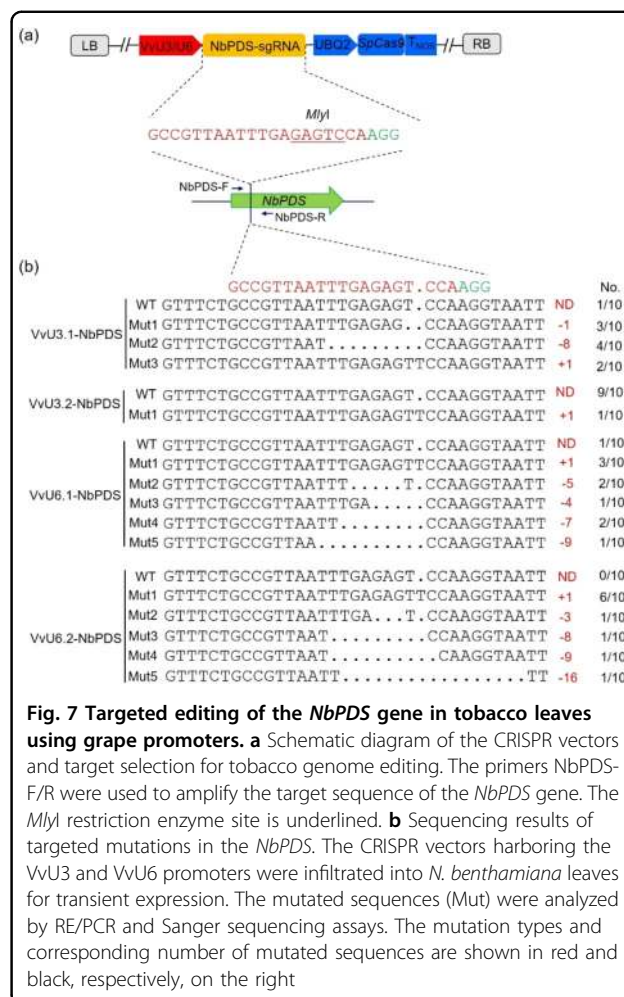 (a)
LB VvU3/U6 NbPDS-sgRNA UBQ2 SpCas9 TNOS RB
MlyI
GCCGTTAATTTGAGAGTCCAAGG
NbPDS-F
NbPDS
NbPDS-R
(b)
GCCGTTAATTTGAGAGT.CCAAGG No.
VvU3.1-NbPDS
WT GTTTCTGCCGTTAATTTGAGAGT.CCAAGGTAATT ND 1/10
Mut1 GTTTCTGCCGTTAATTTGAGAG..CCAAGGTAATT -1 3/10
Mut2 GTTTCTGCCGTTAAT.........CCAAGGTAATT -8 4/10
Mut3 GTTTCTGCCGTTAATTTGAGAGTTCCAAGGTAATT +1 2/10
VvU3.2-NbPDS
WT GTTTCTGCCGTTAATTTGAGAGT.CCAAGGTAATT ND 9/10
Mut1 GTTTCTGCCGTTAATTTGAGAGTTCCAAGGTAATT +1 1/10
VvU6.1-NbPDS
WT GTTTCTGCCGTTAATTTGAGAGT.CCAAGGTAATT ND 1/10
Mut1 GTTTCTGCCGTTAATTTGAGAGTTCCAAGGTAATT +1 3/10
Mut2 GTTTCTGCCGTTAATTT.....T.CCAAGGTAATT -5 2/10
Mut3 GTTTCTGCCGTTAATTTGA.....CCAAGGTAATT -4 1/10
Mut4 GTTTCTGCCGTTAATT........CCAAGGTAATT -7 2/10
Mut5 GTTTCTGCCGTTAA..........CCAAGGTAATT -9 1/10
VvU6.2-NbPDS
WT GTTTCTGCCGTTAATTTGAGAGT.CCAAGGTAATT ND 0/10
Mut1 GTTTCTGCCGTTAATTTGAGAGTTCCAAGGTAATT +1 6/10
Mut2 GTTTCTGCCGTTAATTTGA...T.CCAAGGTAATT -3 1/10
Mut3 GTTTCTGCCGTTAAT.........CCAAGGTAATT -8 1/10
Mut4 GTTTCTGCCGTTAAT..........CAAGGTAATT -9 1/10
Mut5 GTTTCTGCCGTTAATT.................TT -16 1/10
Fig. 7 Targeted editing of the NbPDS gene in tobacco leaves
using grape promoters. a Schematic diagram of the CRISPR vectors
and target selection for tobacco genome editing. The primers NbPDS-
F/R were used to amplify the target sequence of the NbPDS gene. The
MlyI restriction enzyme site is underlined. b Sequencing results of
targeted mutations in the NbPDS. The CRISPR vectors harboring the
VvU3 and VvU6 promoters were infiltrated into N. benthamiana leaves
for transient expression. The mutated sequences (Mut) were analyzed
by RE/PCR and Sanger sequencing assays. The mutation types and
corresponding number of mutated sequences are shown in red and
black, respectively, on the right